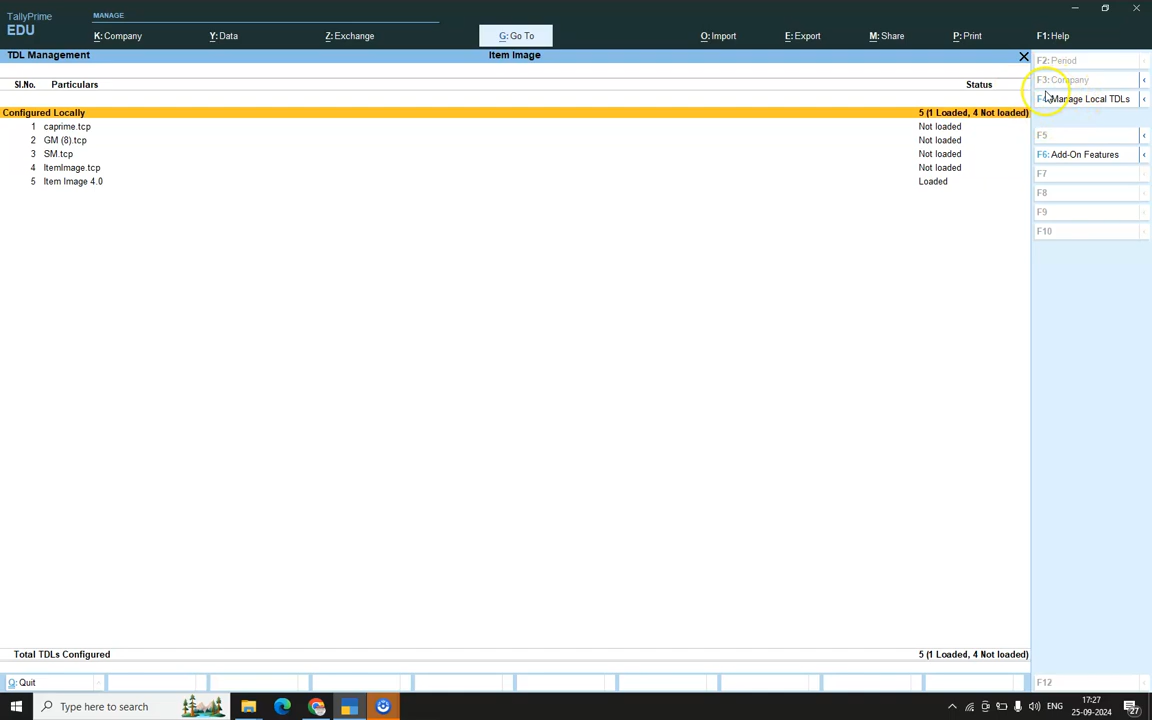 TallyPrime
EDU
MANAGE
K: Company
Y: Data
Z: Exchange
G: Go To
O: Import
E: Export
M: Share
P: Print
F1: Help
TDL Management
Item Image
Sl.No. Particulars
Status
Configured Locally
5 (1 Loaded, 4 Not loaded)
1 caprime.tcp
Not loaded
2 GM (8).tcp
Not loaded
3 SM.tcp
Not loaded
4 ItemImage.tcp
Not loaded
5 Item Image 4.0
Loaded
Total TDLs Configured
5 (1 Loaded, 4 Not loaded)
F2: Period
F3: Company
Manage Local TDLs
F5
F6: Add-On Features
F7
F8
F9
F10
F12
Q: Quit
Type here to search
ENG
17:27
25-09-2024
27